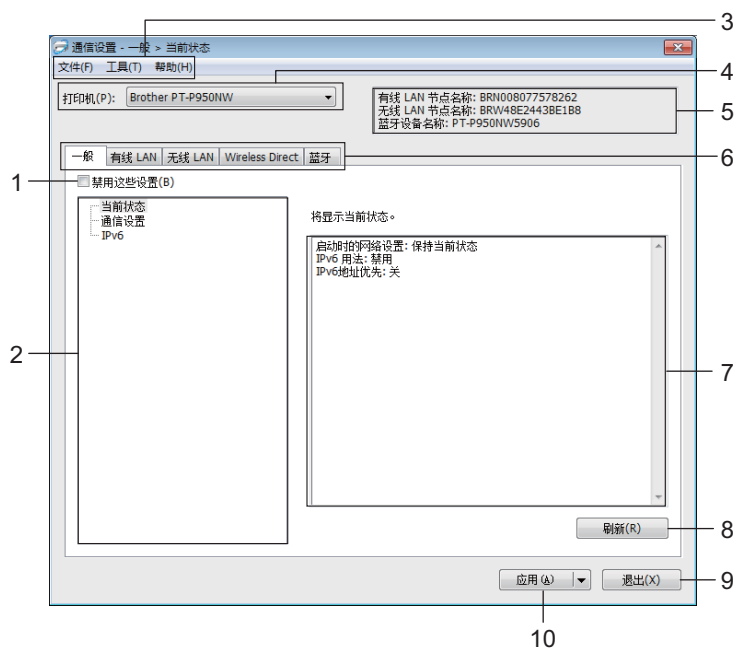 3
通信设置 - 一般 > 当前状态
文件(F) 工具(T) 帮助(H)
4
打印机(P): Brother PT-P950NW
有线 LAN 节点名称: BRN008077578262
无线 LAN 节点名称: BRW48E2443BE1B8
蓝牙设备名称: PT-P950NW5906
5
一般 有线 LAN 无线 LAN Wireless Direct 蓝牙
6
1
禁用这些设置(B)
当前状态
通信设置
IPv6
将显示当前状态。
启动时的网络设置: 保持当前状态
IPv6 用法: 禁用
IPv6地址优先: 关
2
7
刷新(R)
8
应用(A) 退出(X)
9
10